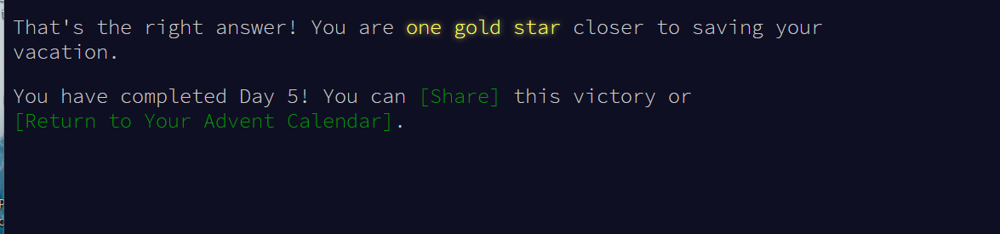 That's the right answer! You are one gold star closer to saving your
vacation.
You have completed Day 5! You can [Share] this victory or
[Return to Your Advent Calendar].